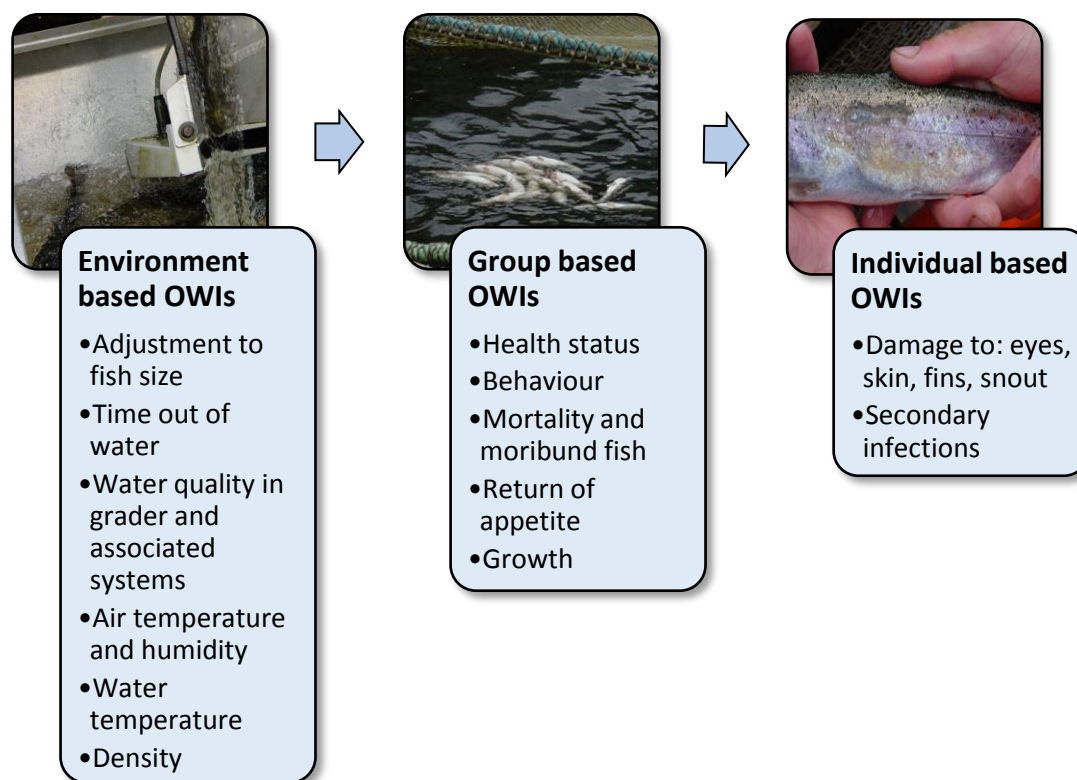 Environment
based OWIs
•Adjustment to
fish size
•Time out of
water
•Water quality in
grader and
associated
systems
•Air temperature
and humidity
•Water
temperature
•Density
Group based
OWIs
•Health status
•Behaviour
•Mortality and
moribund fish
•Return of
appetite
•Growth
Individual based
OWIs
•Damage to: eyes,
skin, fins, snout
•Secondary
infections